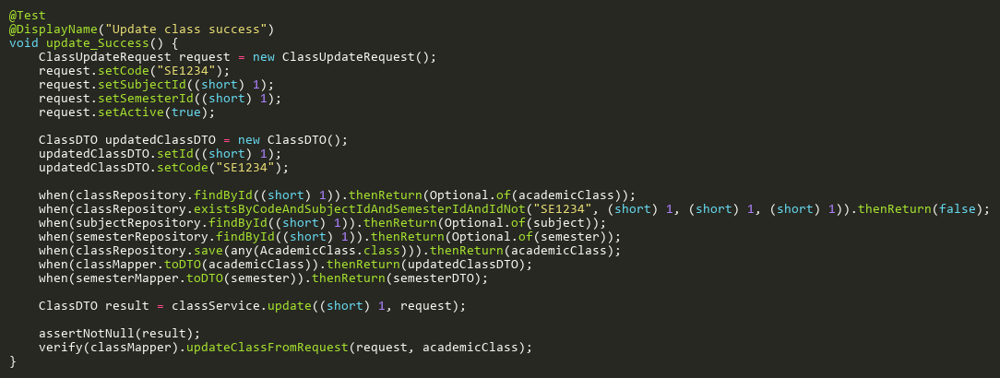 @Test
@DisplayName("Update class success")
void update_Success() {
    ClassUpdateRequest request = new ClassUpdateRequest();
    request.setCode("SE1234");
    request.setSubjectId((short) 1);
    request.setSemesterId((short) 1);
    request.setActive(true);

    ClassDTO updatedClassDTO = new ClassDTO();
    updatedClassDTO.setId((short) 1);
    updatedClassDTO.setCode("SE1234");

    when(classRepository.findById((short) 1)).thenReturn(Optional.of(academicClass));
    when(classRepository.existsByCodeAndSubjectIdAndSemesterIdAndIdNot("SE1234", (short) 1, (short) 1, (short) 1)).thenReturn(false);
    when(subjectRepository.findById((short) 1)).thenReturn(Optional.of(subject));
    when(semesterRepository.findById((short) 1)).thenReturn(Optional.of(semester));
    when(classRepository.save(any(AcademicClass.class))).thenReturn(academicClass);
    when(classMapper.toDTO(academicClass)).thenReturn(updatedClassDTO);
    when(semesterMapper.toDTO(semester)).thenReturn(semesterDTO);

    ClassDTO result = classService.update((short) 1, request);

    assertNotNull(result);
    verify(classMapper).updateClassFromRequest(request, academicClass);
}